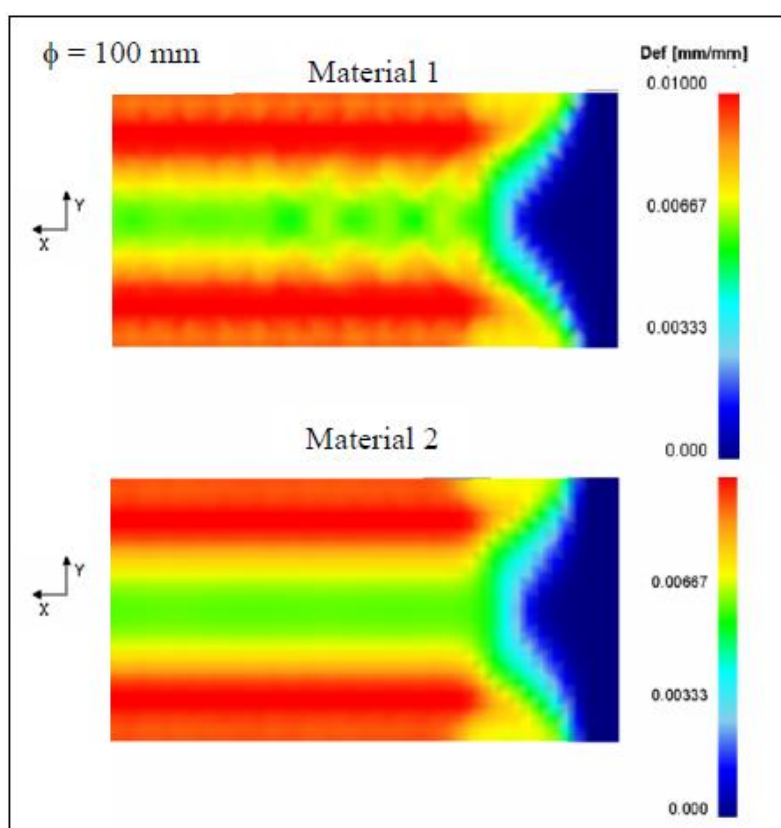 ϕ = 100 mm
Material 1
Def [mm/mm]
0.01000
0.00667
0.00333
0.000
Y
X
Material 2
0.00667
0.00333
0.000
Y
X